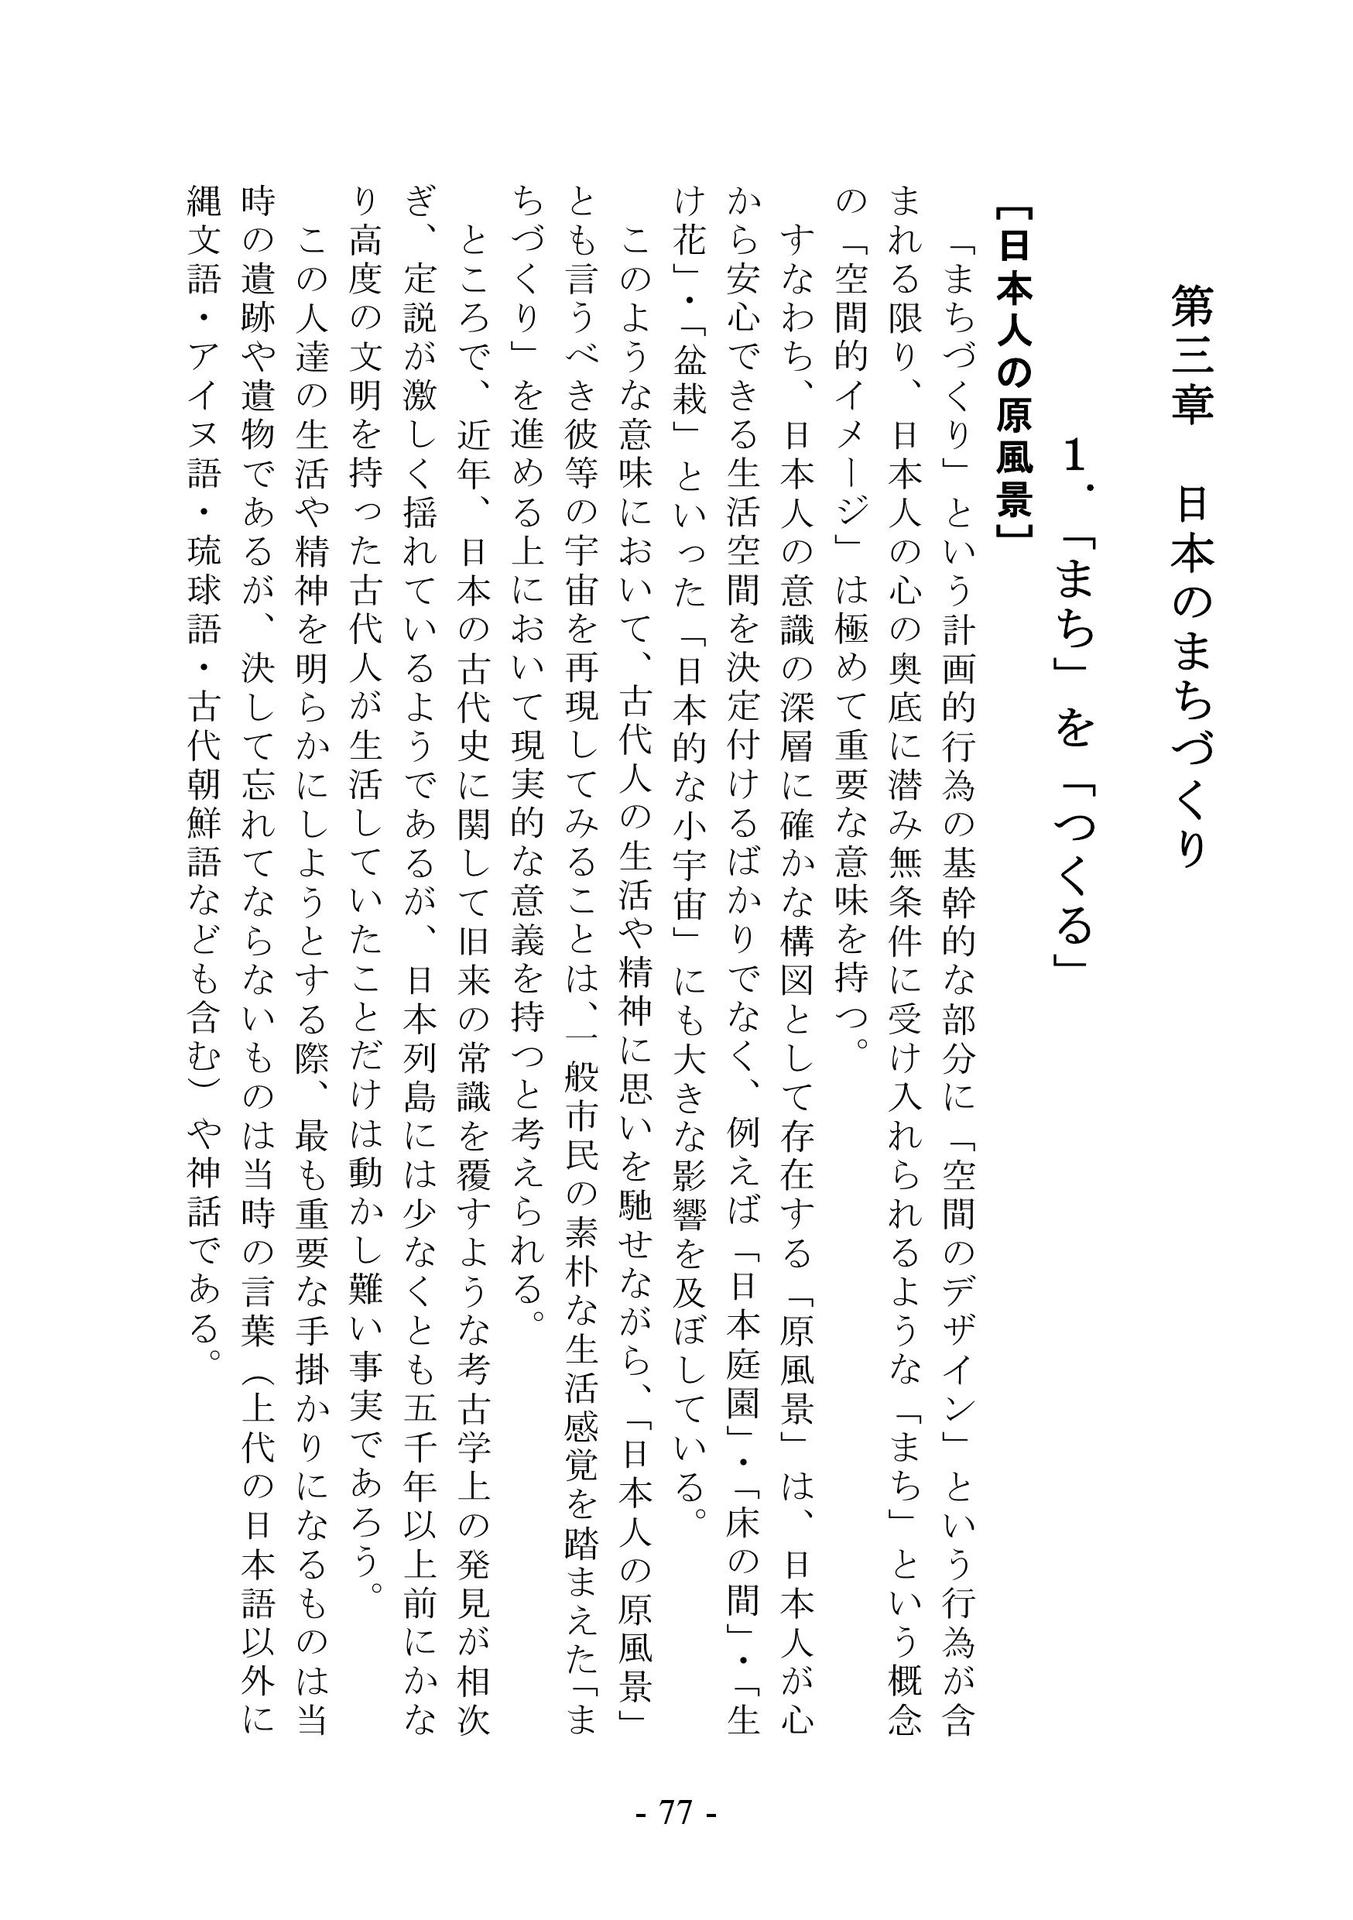 第三章　日本のまちづくり
１．「まち」を「つくる」
［日本人の原風景］
「まちづくり」という計画的行為の基幹的な部分に「空間のデザイン」という行為が含
まれる限り、日本人の心の奥底に潜み無条件に受け入れられるような「まち」という概念
の「空間的イメージ」は極めて重要な意味を持つ。
すなわち、日本人の意識の深層に確かな構図として存在する「原風景」は、日本人が心
から安心できる生活空間を決定付けるばかりでなく、例えば「日本庭園」・「床の間」・「生
け花」・「盆栽」といった「日本的な小宇宙」にも大きな影響を及ぼしている。
このような意味において、古代人の生活や精神に思いを馳せながら、「日本人の原風景」
とも言うべき彼等の宇宙を再現してみることは、一般市民の素朴な生活感覚を踏まえた「ま
ちづくり」を進める上において現実的な意義を持つと考えられる。
ところで、近年、日本の古代史に関して旧来の常識を覆すような考古学上の発見が相次
ぎ、定説が激しく揺れているようであるが、日本列島には少なくとも五千年以上前にかな
り高度の文明を持った古代人が生活していたことだけは動かし難い事実であろう。
この人達の生活や精神を明らかにしようとする際、最も重要な手掛かりになるものは当
時の遺跡や遺物であるが、決して忘れてならないものは当時の言葉（上代の日本語以外に
縄文語・アイヌ語・琉球語・古代朝鮮語なども含む）や神話である。
- 77 -